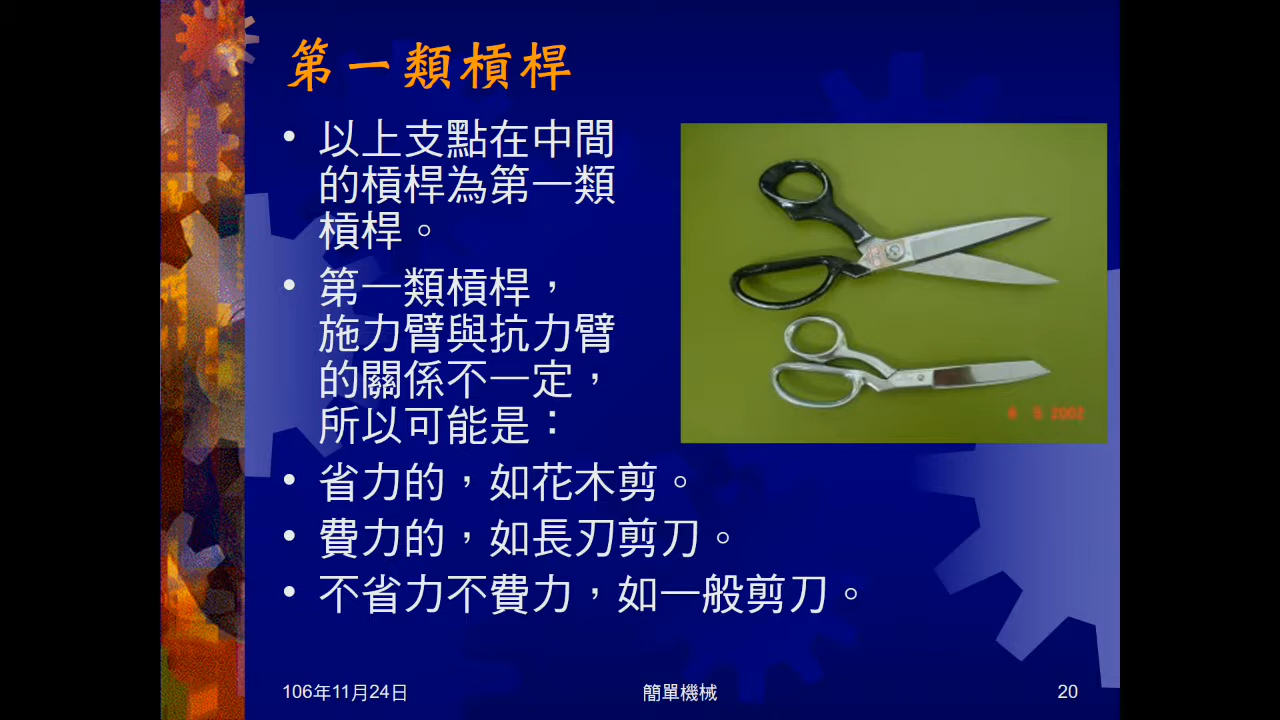 第一類槓桿
• 以上支點在中間
的槓桿為第一類
槓桿。
• 第一類槓桿，
施力臂與抗力臂
的關係不一定，
所以可能是：
• 省力的，如花木剪。
• 費力的，如長刃剪刀。
• 不省力不費力，如一般剪刀。
106年11月24日
簡單機械
20